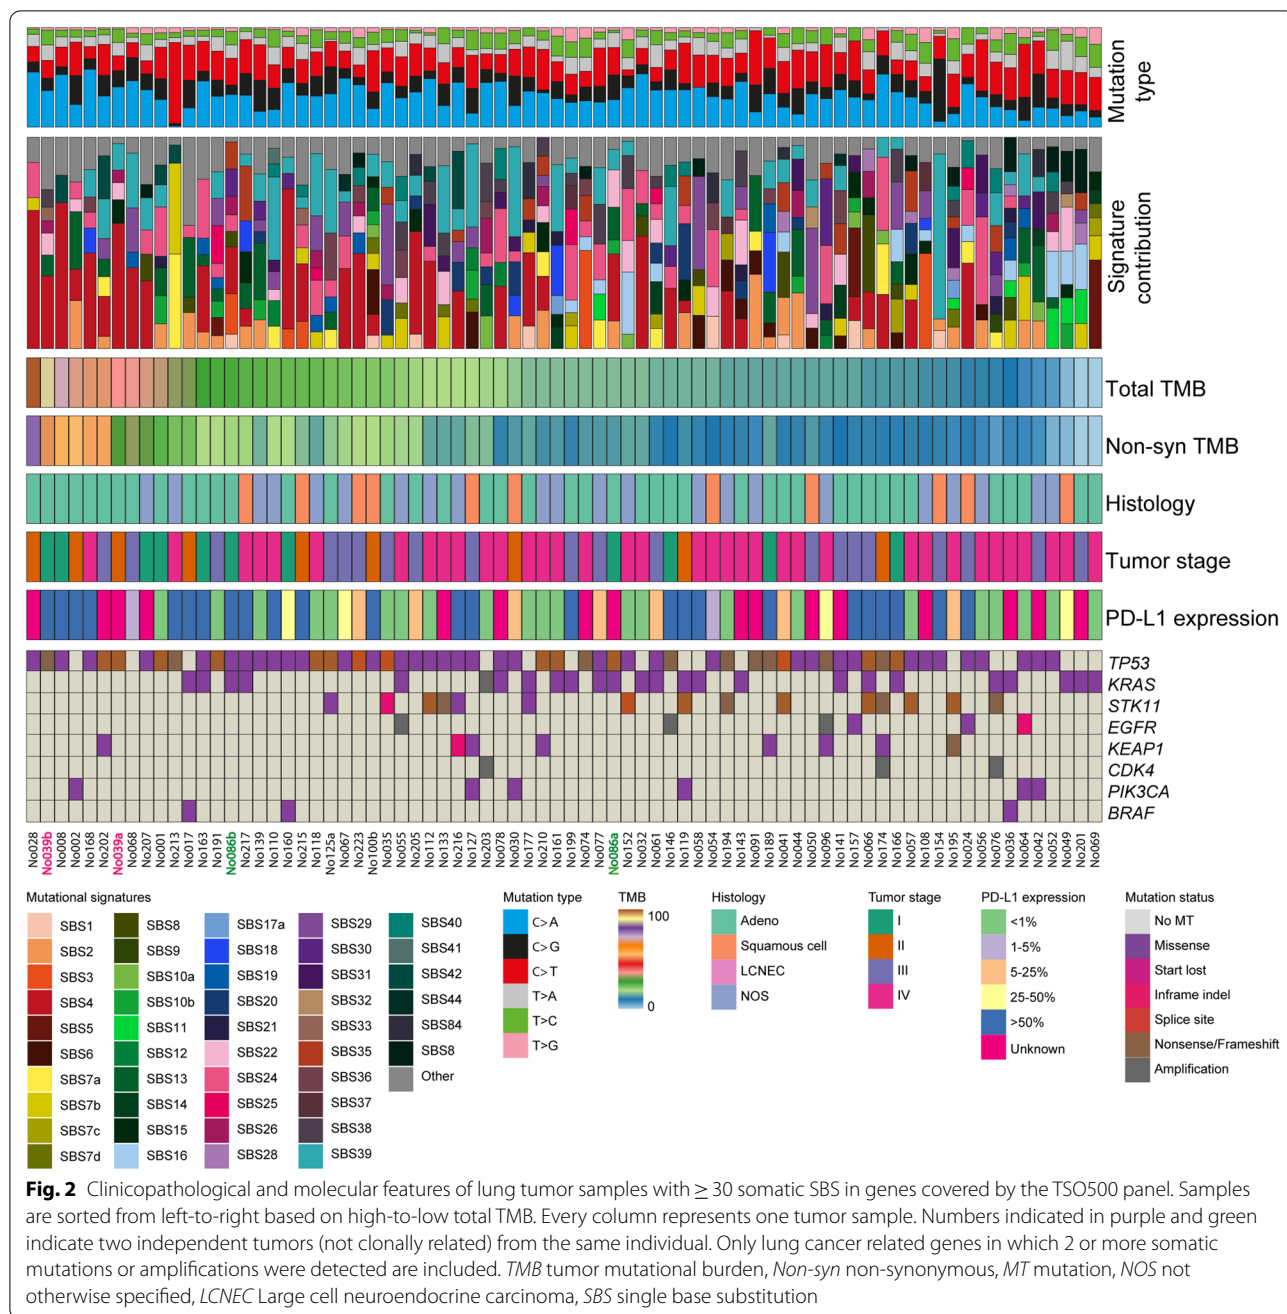 Mutation
type
Signature
contribution
Total TMB
Non-syn TMB
Histology
Tumor stage
PD-L1 expression
TP53
KRAS
STK11
EGFR
KEAP1
CDK4
PIK3CA
BRAF
No028 No039b No008 No002 No168 No202 No039a No068 No207 No001 No213 No017 No163 No191 No086b No217 No139 No110 No160 No215 No118 No125a No067 No223 No100b No035 No055 No205 No112 No133 No216 No127 No203 No078 No030 No177 No210 No161 No199 No074 No077 No086a No152 No032 No061 No146 No119 No058 No054 No194 No143 No091 No189 No041 No044 No059 No096 No141 No157 No066 No174 No166 No057 No108 No154 No195 No024 No056 No076 No036 No064 No042 No052 No049 No201 No069
Mutational signatures
SBS1
SBS2
SBS3
SBS4
SBS5
SBS6
SBS7a
SBS7b
SBS7c
SBS7d
SBS8
SBS9
SBS10a
SBS10b
SBS11
SBS12
SBS13
SBS14
SBS15
SBS16
SBS17a
SBS18
SBS19
SBS20
SBS21
SBS22
SBS24
SBS25
SBS26
SBS28
SBS29
SBS30
SBS31
SBS32
SBS33
SBS35
SBS36
SBS37
SBS38
SBS39
SBS40
SBS41
SBS42
SBS44
SBS84
SBS8
Other
Mutation type
C>A
C>G
C>T
T>A
T>C
T>G
TMB
100
0
Histology
Adeno
Squamous cell
LCNEC
NOS
Tumor stage
I
II
III
IV
PD-L1 expression
<1%
1-5%
5-25%
25-50%
>50%
Unknown
Mutation status
No MT
Missense
Start lost
Inframe indel
Splice site
Nonsense/Frameshift
Amplification
Fig. 2 Clinicopathological and molecular features of lung tumor samples with ≥ 30 somatic SBS in genes covered by the TSO500 panel. Samples
are sorted from left-to-right based on high-to-low total TMB. Every column represents one tumor sample. Numbers indicated in purple and green
indicate two independent tumors (not clonally related) from the same individual. Only lung cancer related genes in which 2 or more somatic
mutations or amplifications were detected are included. TMB tumor mutational burden, Non-syn non-synonymous, MT mutation, NOS not
otherwise specified, LCNEC Large cell neuroendocrine carcinoma, SBS single base substitution